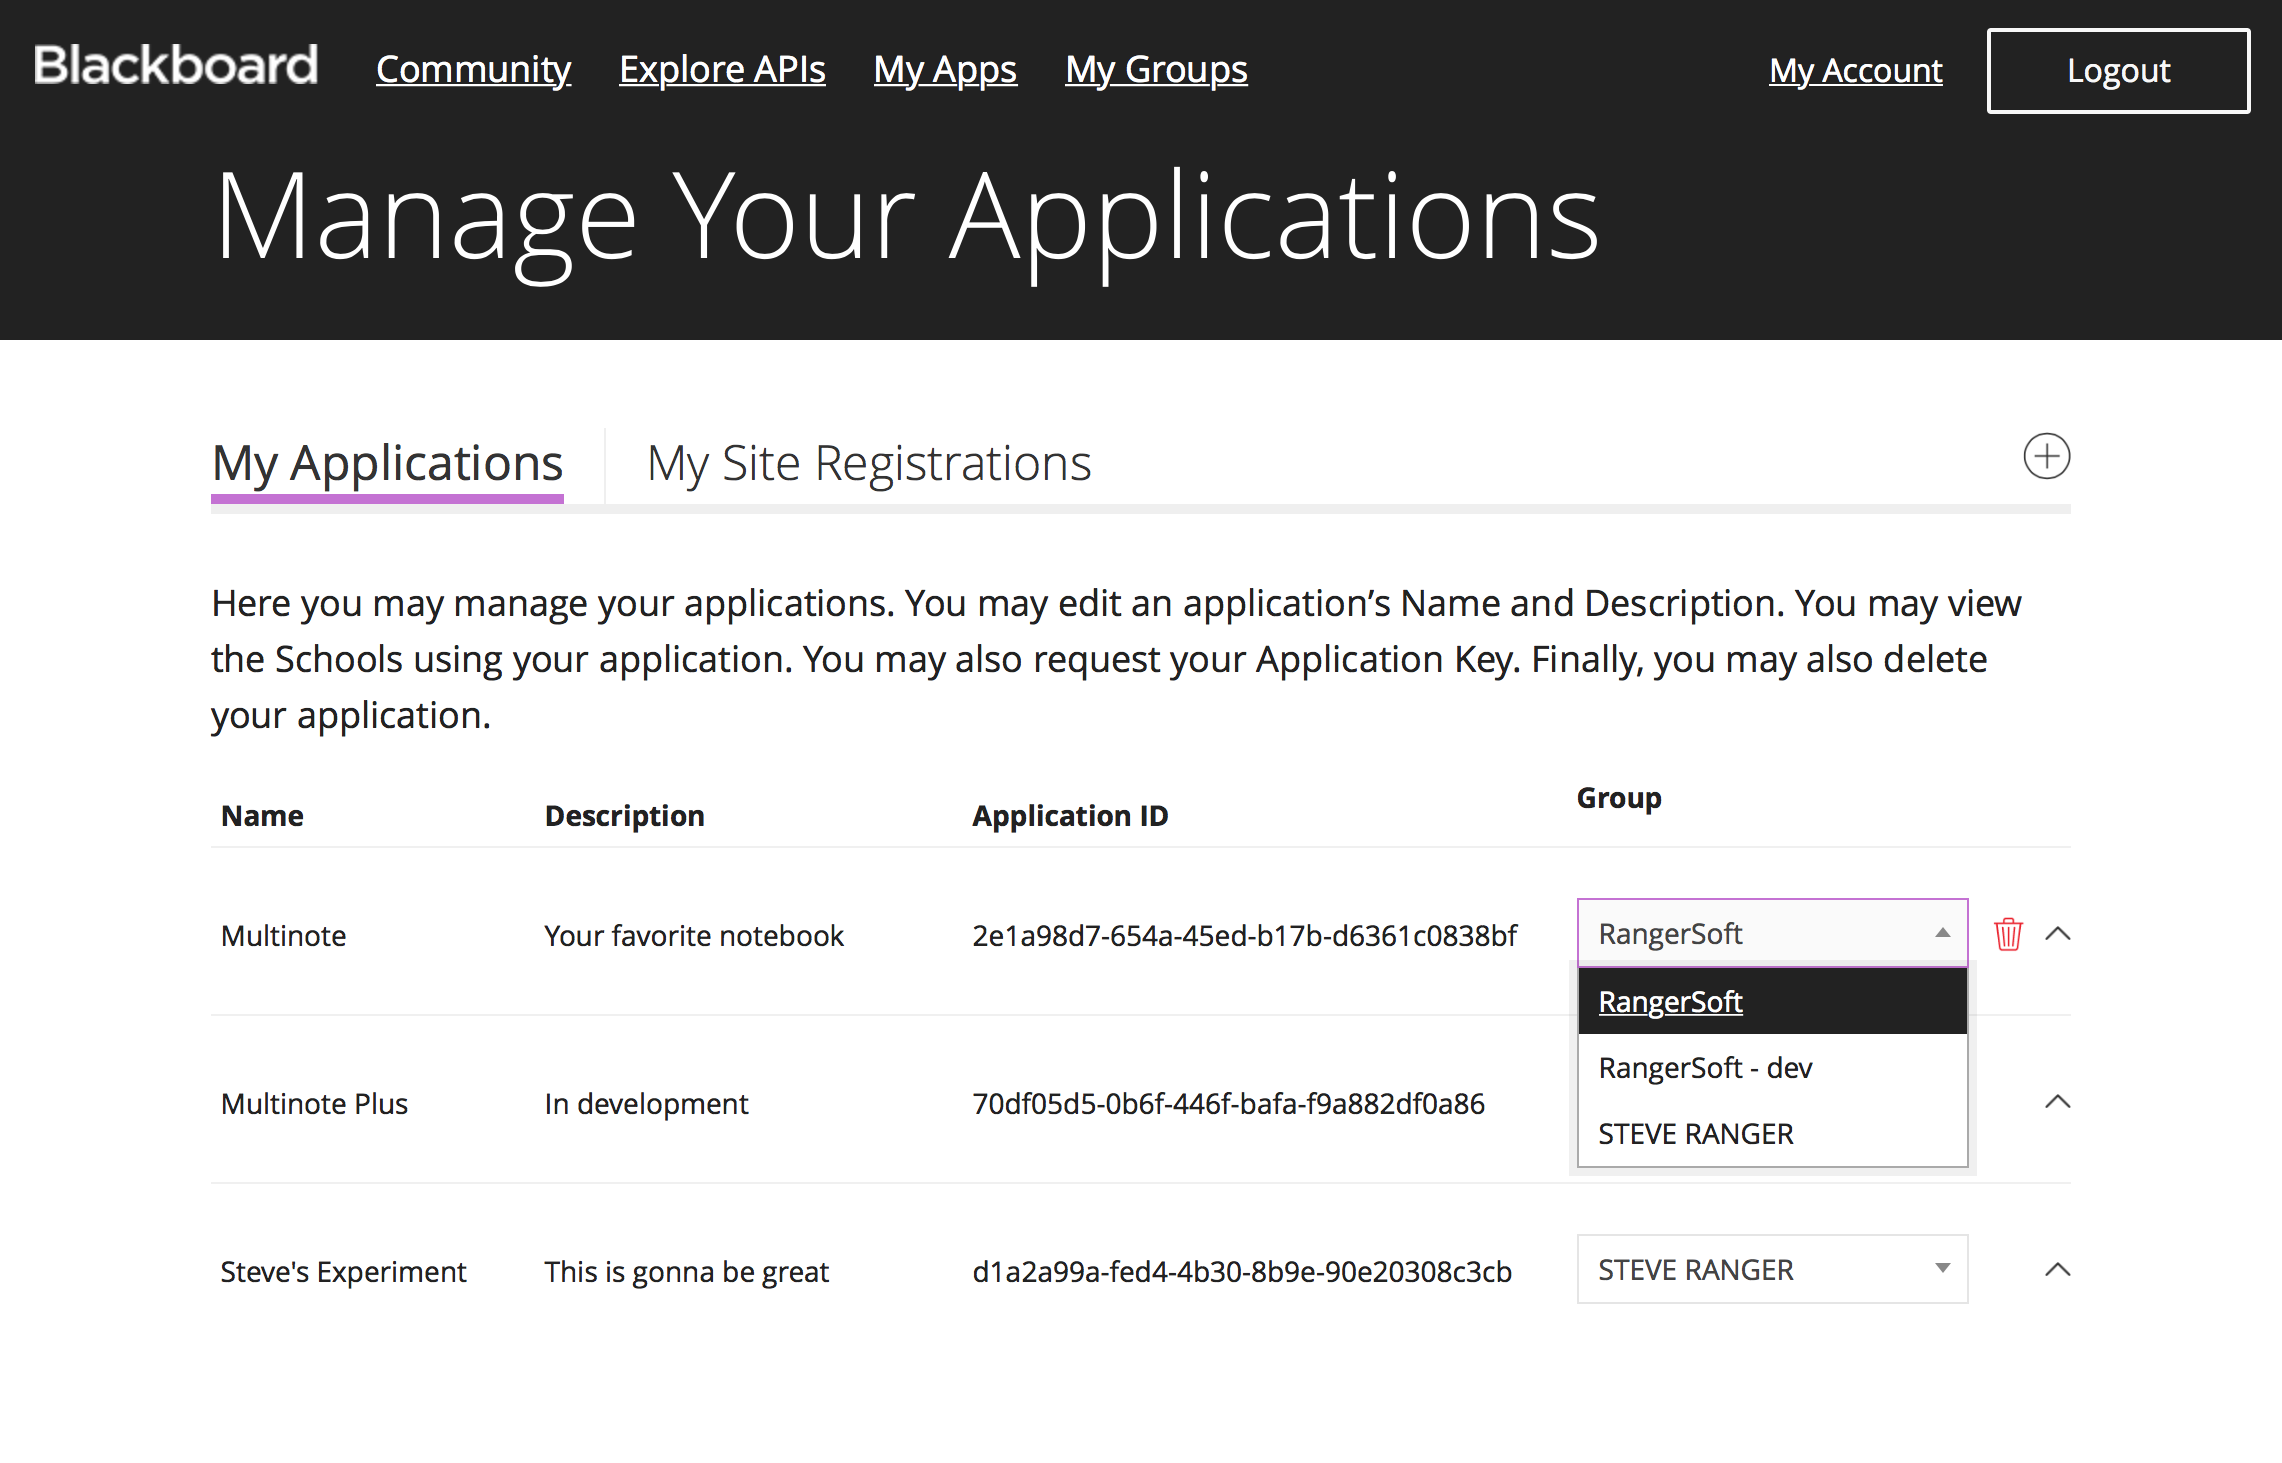 Blackboard Community Explore APIs My Apps My Groups My Account Logout
Manage Your Applications
My Applications My Site Registrations
Here you may manage your applications. You may edit an application’s Name and Description. You may view
the Schools using your application. You may also request your Application Key. Finally, you may also delete
your application.
Name Description Application ID Group
Multinote Your favorite notebook 2e1a98d7-654a-45ed-b17b-d6361c0838bf RangerSoft
RangerSoft
RangerSoft - dev
Multinote Plus In development 70df05d5-0b6f-446f-bafa-f9a882df0a86
STEVE RANGER
Steve's Experiment This is gonna be great d1a2a99a-fed4-4b30-8b9e-90e20308c3cb STEVE RANGER